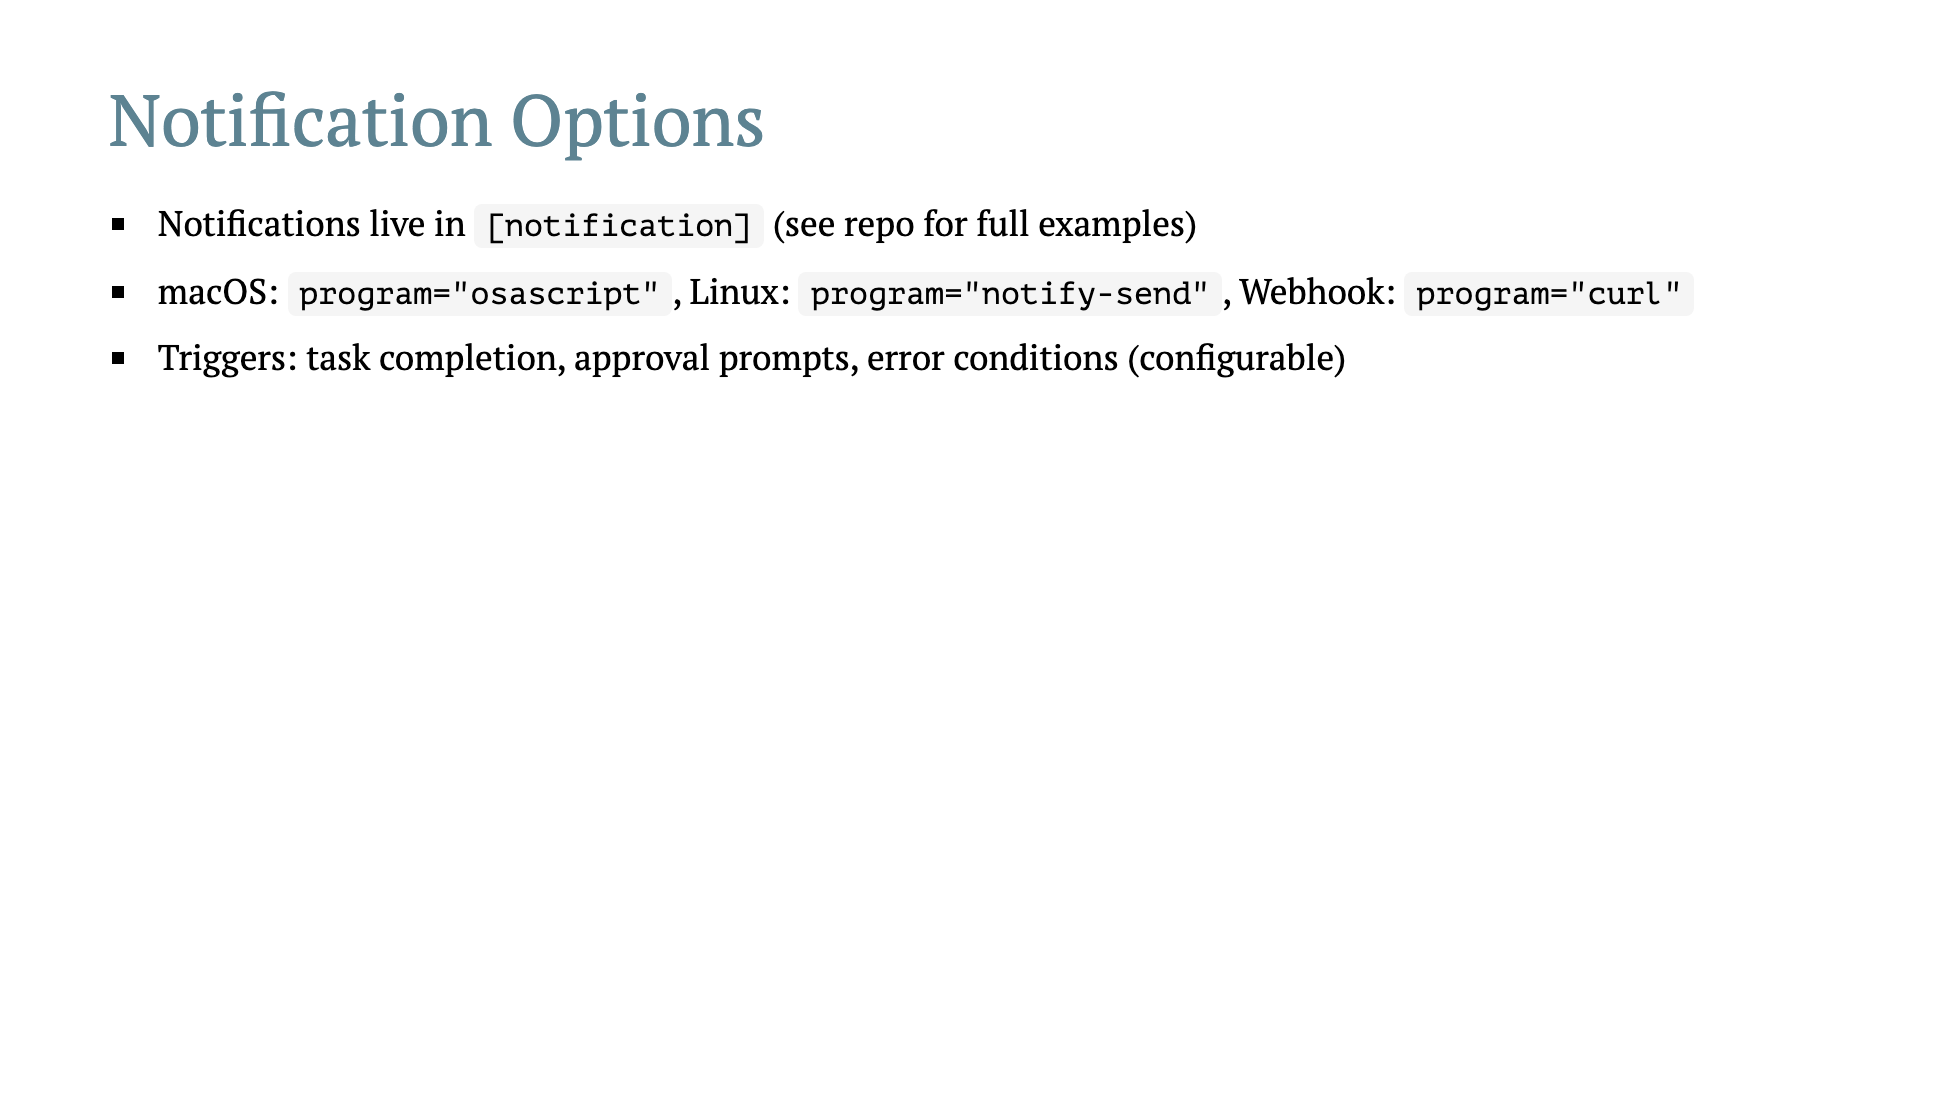 Notification Options
Notifications live in [notification] (see repo for full examples)
macOS: program="osascript" , Linux: program="notify-send" , Webhook: program="curl"
Triggers: task completion, approval prompts, error conditions (configurable)